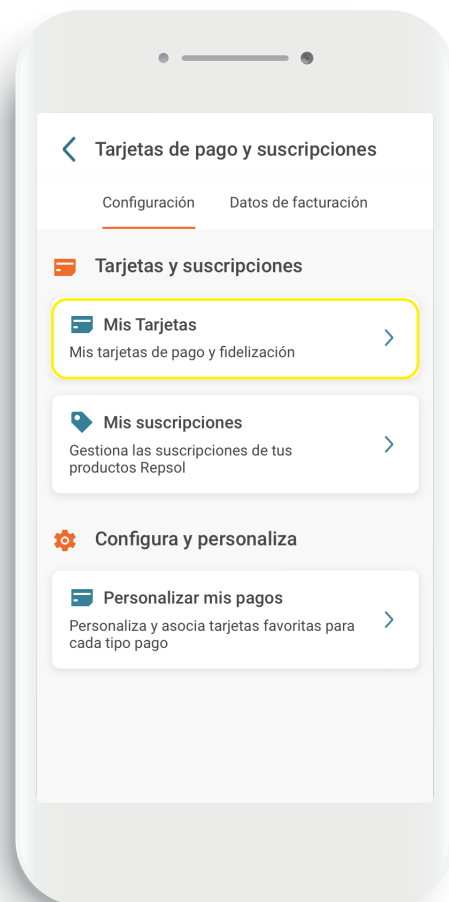 Tarjetas de pago y suscripciones
Configuración Datos de facturación
Tarjetas y suscripciones
Mis Tarjetas
Mis tarjetas de pago y fidelización
Mis suscripciones
Gestiona las suscripciones de tus
productos Repsol
Configura y personaliza
Personalizar mis pagos
Personaliza y asocia tarjetas favoritas para
cada tipo pago